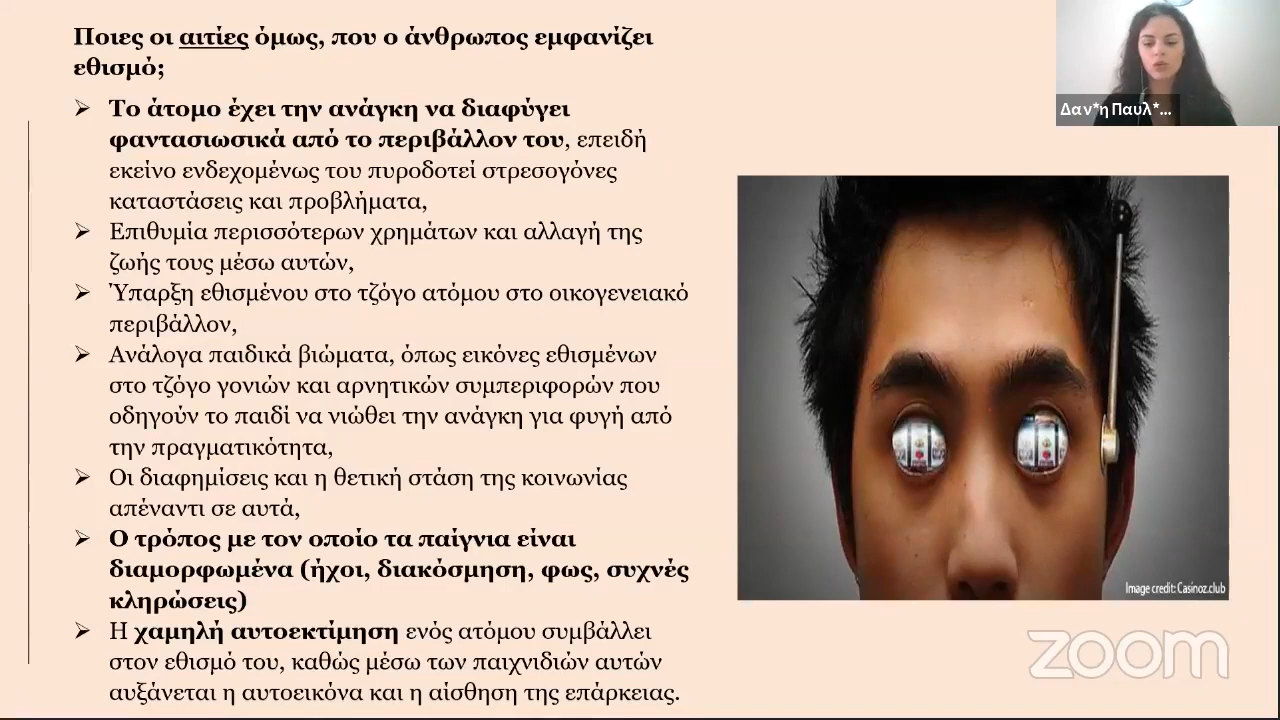 Ποιες οι αιτίες όμως, που ο άνθρωπος εμφανίζει
εθισμό;
Το άτομο έχει την ανάγκη να διαφύγει
φαντασιωσικά από το περιβάλλον του, επειδή
εκείνο ενδεχομένως του πυροδοτεί στρεσογόνες
καταστάσεις και προβλήματα,
Επιθυμία περισσότερων χρημάτων και αλλαγή της
ζωής τους μέσω αυτών,
Ύπαρξη εθισμένου στο τζόγο ατόμου στο οικογενειακό
περιβάλλον,
Ανάλογα παιδικά βιώματα, όπως εικόνες εθισμένων
στο τζόγο γονιών και αρνητικών συμπεριφορών που
οδηγούν το παιδί να νιώθει την ανάγκη για φυγή από
την πραγματικότητα,
Οι διαφημίσεις και η θετική στάση της κοινωνίας
απέναντι σε αυτά,
Ο τρόπος με τον οποίο τα παίγνια είναι
διαμορφωμένα (ήχοι, διακόσμηση, φως, συχνές
κληρώσεις)
Η χαμηλή αυτοεκτίμηση ενός ατόμου συμβάλλει
στον εθισμό του, καθώς μέσω των παιχνιδιών αυτών
αυξάνεται η αυτοεικόνα και η αίσθηση της επάρκειας.
Δαν*η Παυλ*...
Image credit: Casinoz.club
zoom